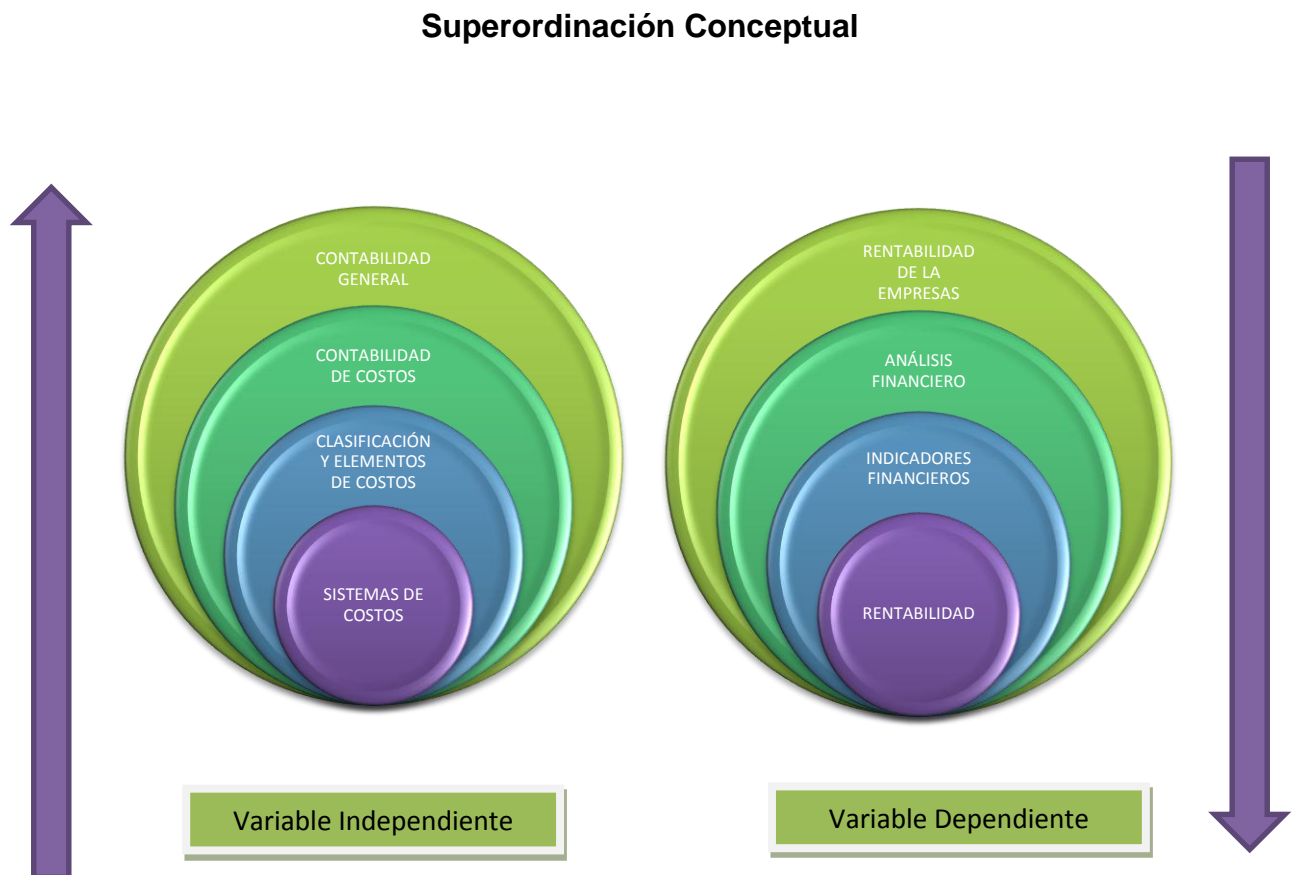 Superordinación Conceptual
CONTABILIDAD
GENERAL
CONTABILIDAD
DE COSTOS
CLASIFICACIÓN
Y ELEMENTOS
DE COSTOS
SISTEMAS DE
COSTOS
RENTABILIDAD
DE LA
EMPRESAS
ANÁLISIS
FINANCIERO
INDICADORES
FINANCIEROS
RENTABILIDAD
Variable Independiente
Variable Dependiente